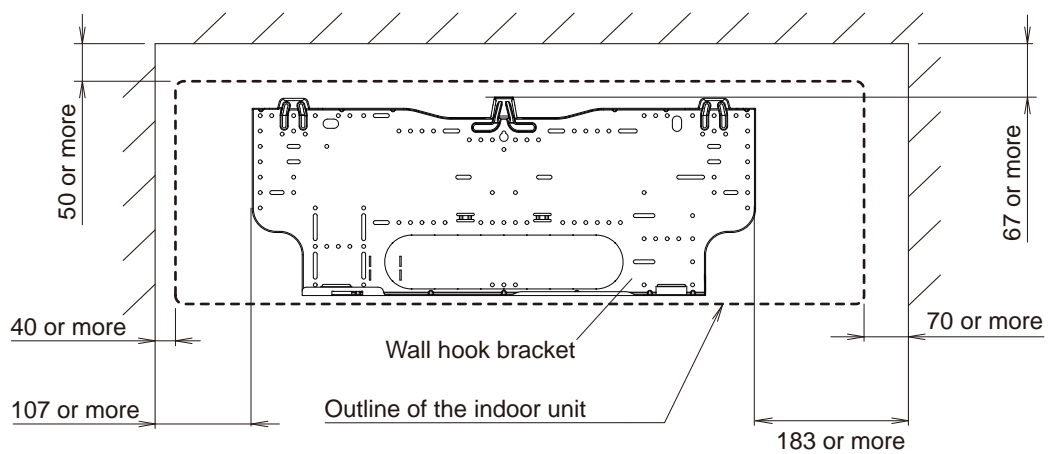 50 or more
67 or more
40 or more
70 or more
Wall hook bracket
107 or more
Outline of the indoor unit
183 or more